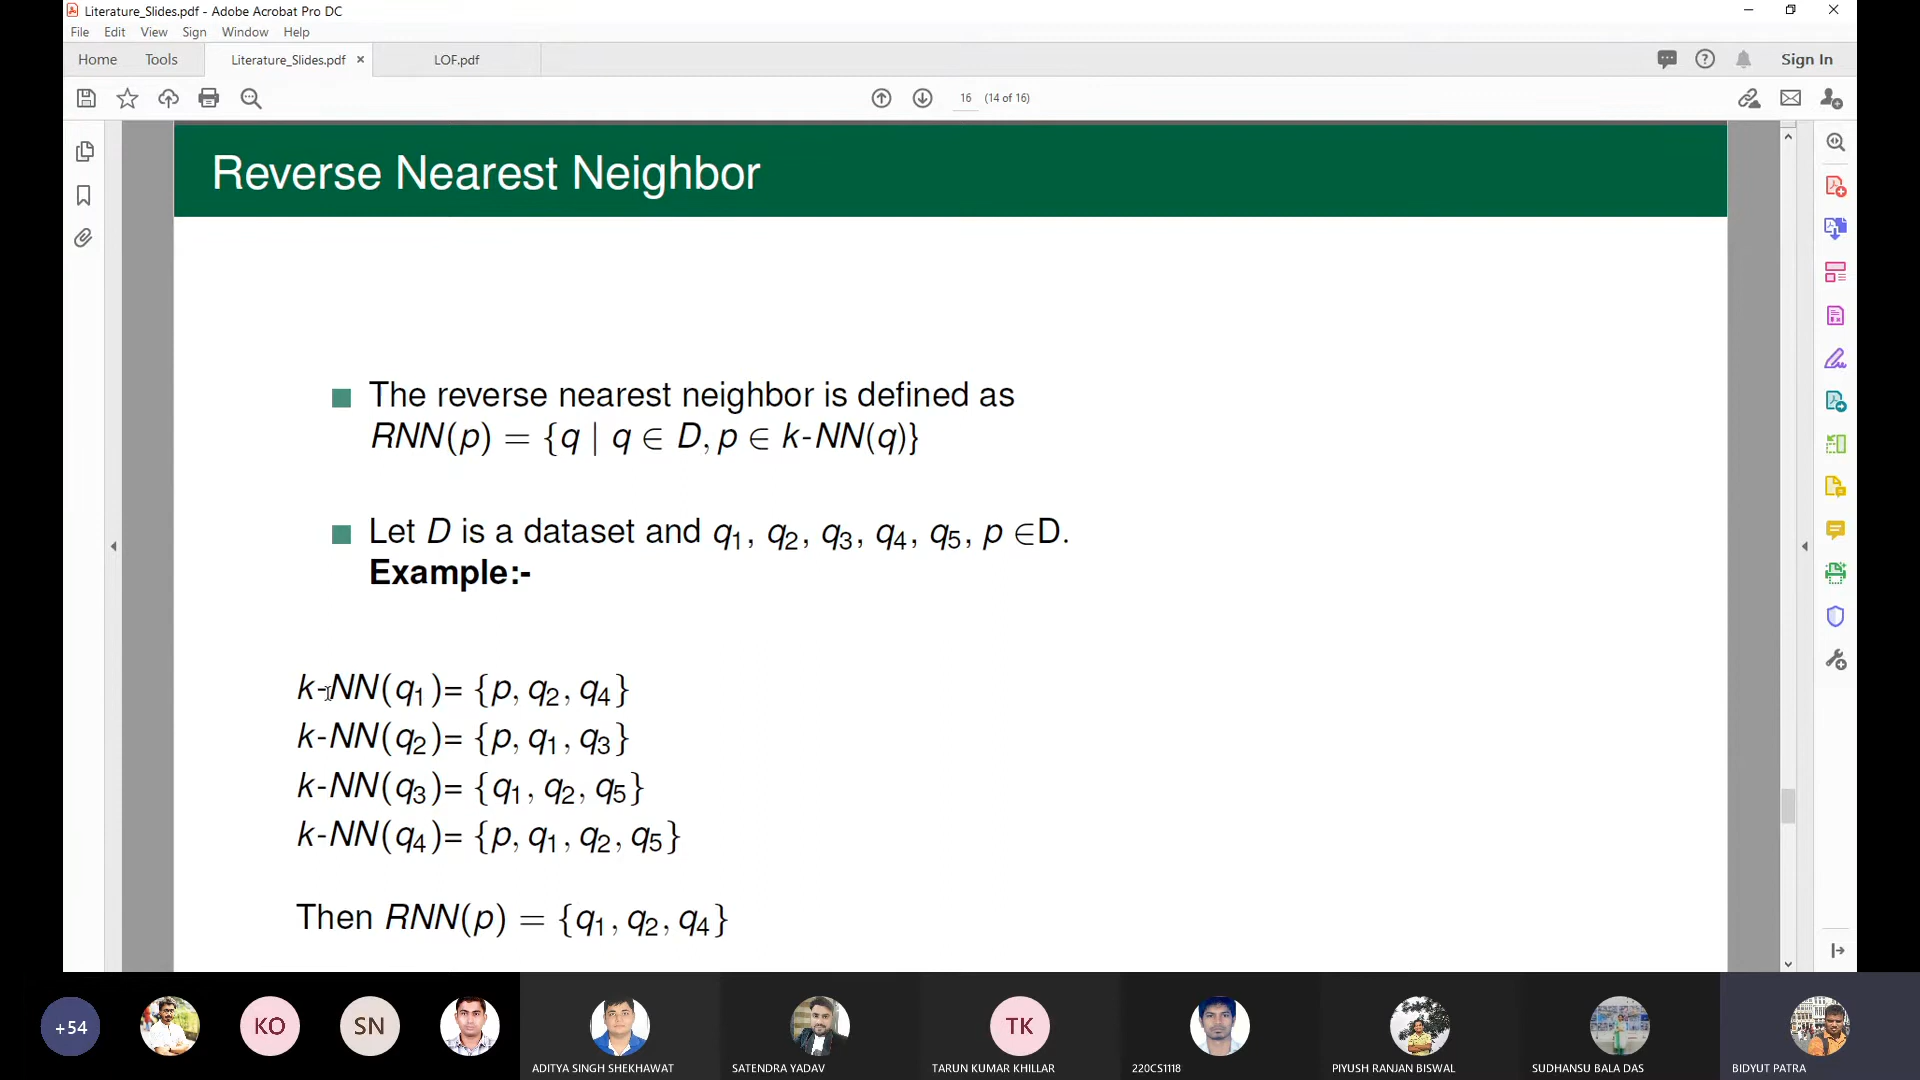 Literature_Slides.pdf - Adobe Acrobat Pro DC
File Edit View Sign Window Help
Home Tools Literature_Slides.pdf × LOF.pdf Sign In
16 (14 of 16)
Reverse Nearest Neighbor
The reverse nearest neighbor is defined as
RNN(p) = {q | q ∈ D, p ∈ k-NN(q)}
Let D is a dataset and q₁, q₂, q₃, q₄, q₅, p ∈D.
Example:-
k-NN(q₁)= {p, q₂, q₄}
k-NN(q₂)= {p, q₁, q₃}
k-NN(q₃)= {q₁, q₂, q₅}
k-NN(q₄)= {p, q₁, q₂, q₅}
Then RNN(p) = {q₁, q₂, q₄}
+54 KO SN TK
ADITYA SINGH SHEKHAWAT SATENDRA YADAV TARUN KUMAR KHILLAR 220CS1118 PIYUSH RANJAN BISWAL SUDHANSU BALA DAS BIDYUT PATRA